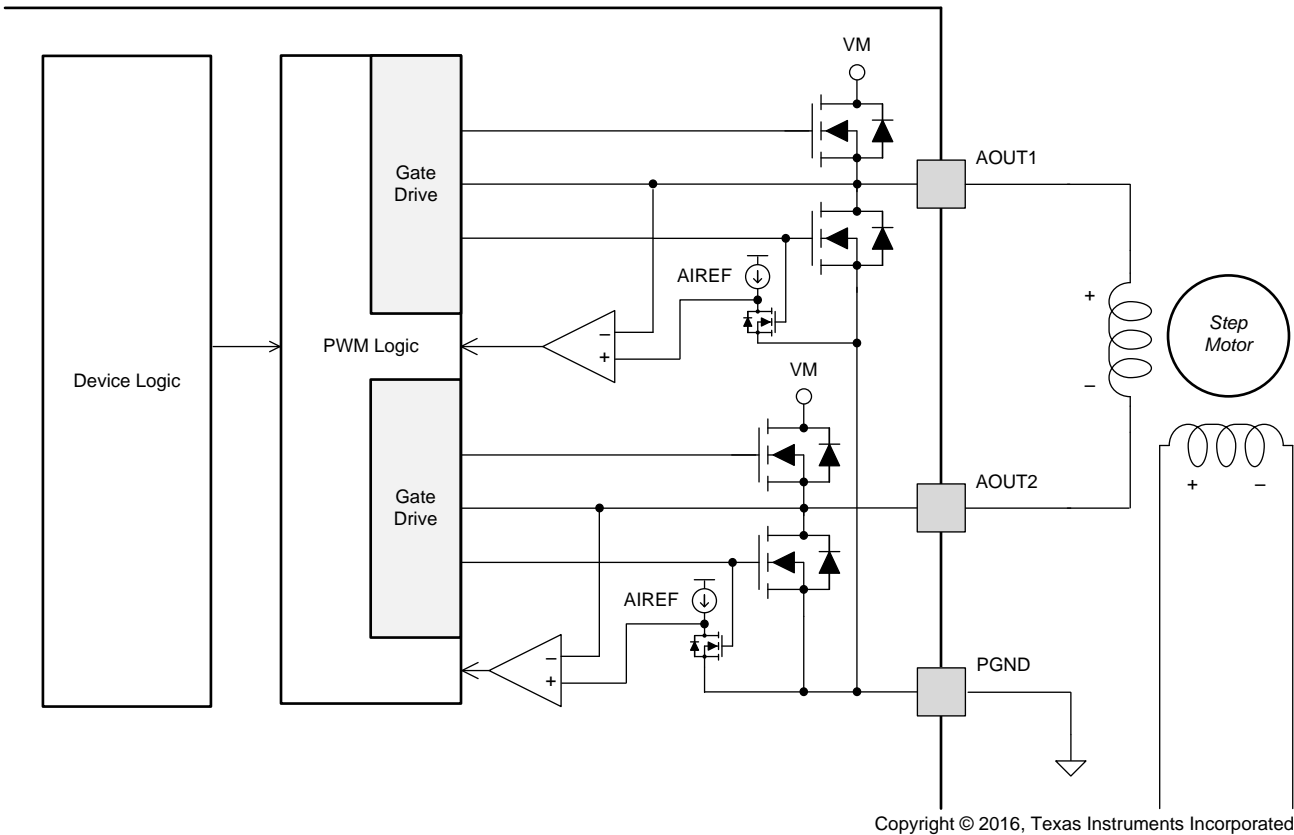 VM
AOUT1
Gate
Drive
AIREF
+
–
–
+
PWM Logic
Device Logic
Step
Motor
VM
–
+
–
AOUT2
Gate
Drive
AIREF
–
+
PGND
Copyright © 2016, Texas Instruments Incorporated